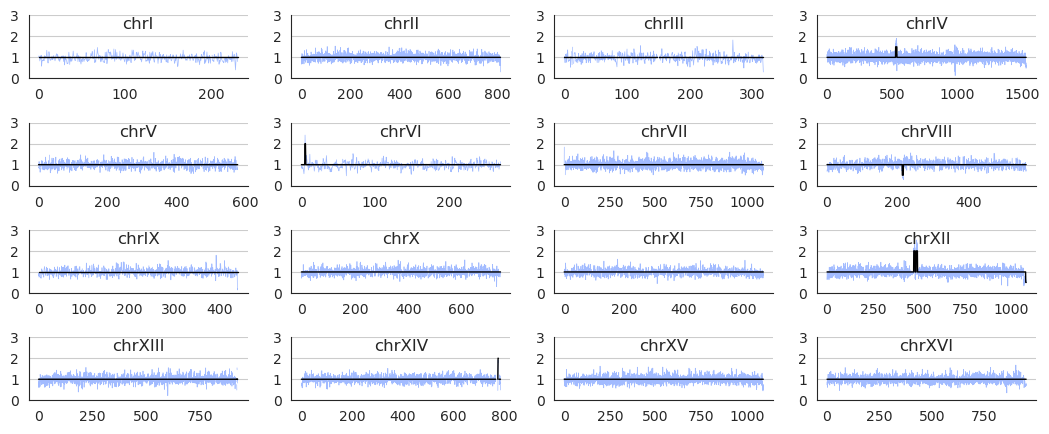 3 chrI 3 chrII 3 chrIII 3 chrIV
2 2 2 2
1 1 1 1
0 0 0 0
0 100 200 0 200 400 600 800 0 100 200 300 0 500 1000 1500
3 chrV 3 chrVI 3 chrVII 3 chrVIII
2 2 2 2
1 1 1 1
0 0 0 0
0 200 400 600 0 100 200 0 250 500 750 1000 0 200 400
3 chrIX 3 chrX 3 chrXI 3 chrXII
2 2 2 2
1 1 1 1
0 0 0 0
0 100 200 300 400 0 200 400 600 0 200 400 600 0 250 500 750 1000
3 chrXIII 3 chrXIV 3 chrXV 3 chrXVI
2 2 2 2
1 1 1 1
0 0 0 0
0 250 500 750 0 200 400 600 800 0 250 500 750 1000 0 250 500 750